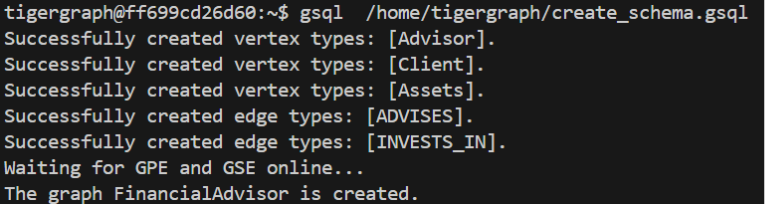 tigergraph@ff699cd26d60:~$ gsql  /home/tigergraph/create_schema.gsql
Successfully created vertex types: [Advisor].
Successfully created vertex types: [Client].
Successfully created vertex types: [Assets].
Successfully created edge types: [ADVISES].
Successfully created edge types: [INVESTS_IN].
Waiting for GPE and GSE online...
The graph FinancialAdvisor is created.